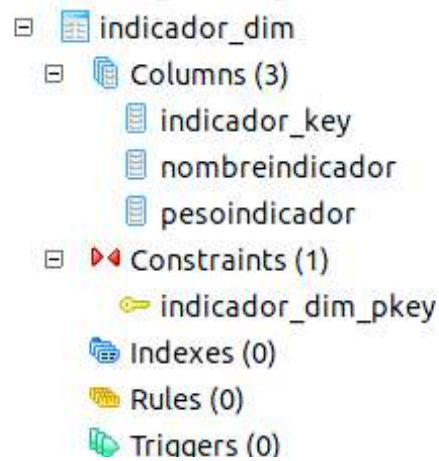 indicador_dim
Columns (3)
indicador_key
nombreindicador
pesoindicador
Constraints (1)
indicador_dim_pkey
Indexes (0)
Rules (0)
Triggers (0)